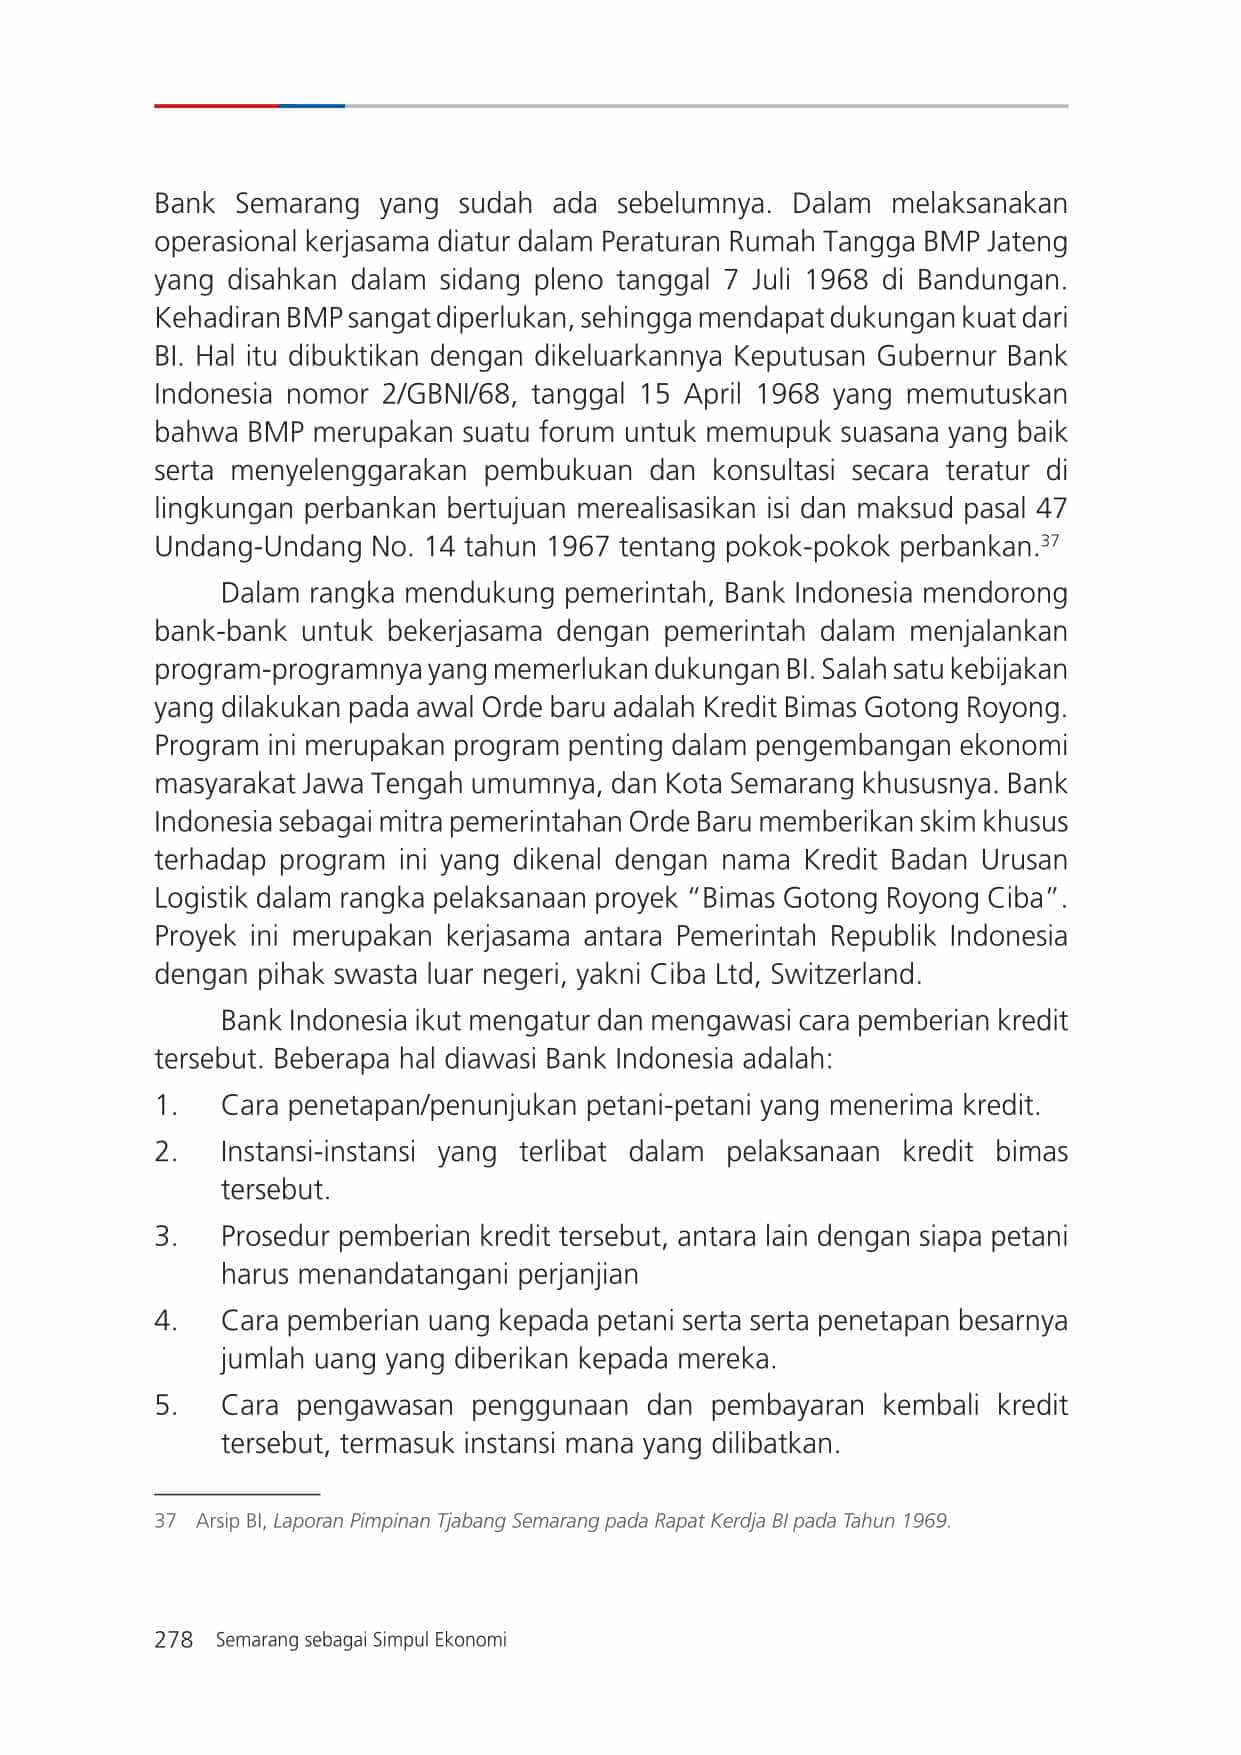 Bank Semarang yang sudah ada sebelumnya. Dalam melaksanakan
operasional kerjasama diatur dalam Peraturan Rumah Tangga BMP Jateng
yang disahkan dalam sidang pleno tanggal 7 Juli 1968 di Bandungan.
Kehadiran BMP sangat diperlukan, sehingga mendapat dukungan kuat dari
BI. Hal itu dibuktikan dengan dikeluarkannya Keputusan Gubernur Bank
Indonesia nomor 2/GBNI/68, tanggal 15 April 1968 yang memutuskan
bahwa BMP merupakan suatu forum untuk memupuk suasana yang baik
serta menyelenggarakan pembukuan dan konsultasi secara teratur di
lingkungan perbankan bertujuan merealisasikan isi dan maksud pasal 47
Undang-Undang No. 14 tahun 1967 tentang pokok-pokok perbankan.37
Dalam rangka mendukung pemerintah, Bank Indonesia mendorong
bank-bank untuk bekerjasama dengan pemerintah dalam menjalankan
program-programnya yang memerlukan dukungan BI. Salah satu kebijakan
yang dilakukan pada awal Orde baru adalah Kredit Bimas Gotong Royong.
Program ini merupakan program penting dalam pengembangan ekonomi
masyarakat Jawa Tengah umumnya, dan Kota Semarang khususnya. Bank
Indonesia sebagai mitra pemerintahan Orde Baru memberikan skim khusus
terhadap program ini yang dikenal dengan nama Kredit Badan Urusan
Logistik dalam rangka pelaksanaan proyek “Bimas Gotong Royong Ciba”.
Proyek ini merupakan kerjasama antara Pemerintah Republik Indonesia
dengan pihak swasta luar negeri, yakni Ciba Ltd, Switzerland.
Bank Indonesia ikut mengatur dan mengawasi cara pemberian kredit
tersebut. Beberapa hal diawasi Bank Indonesia adalah:
1. Cara penetapan/penunjukan petani-petani yang menerima kredit.
2. Instansi-instansi yang terlibat dalam pelaksanaan kredit bimas
tersebut.
3. Prosedur pemberian kredit tersebut, antara lain dengan siapa petani
harus menandatangani perjanjian
4. Cara pemberian uang kepada petani serta serta penetapan besarnya
jumlah uang yang diberikan kepada mereka.
5. Cara pengawasan penggunaan dan pembayaran kembali kredit
tersebut, termasuk instansi mana yang dilibatkan.
37 Arsip BI, Laporan Pimpinan Tjabang Semarang pada Rapat Kerdja BI pada Tahun 1969.
278 Semarang sebagai Simpul Ekonomi